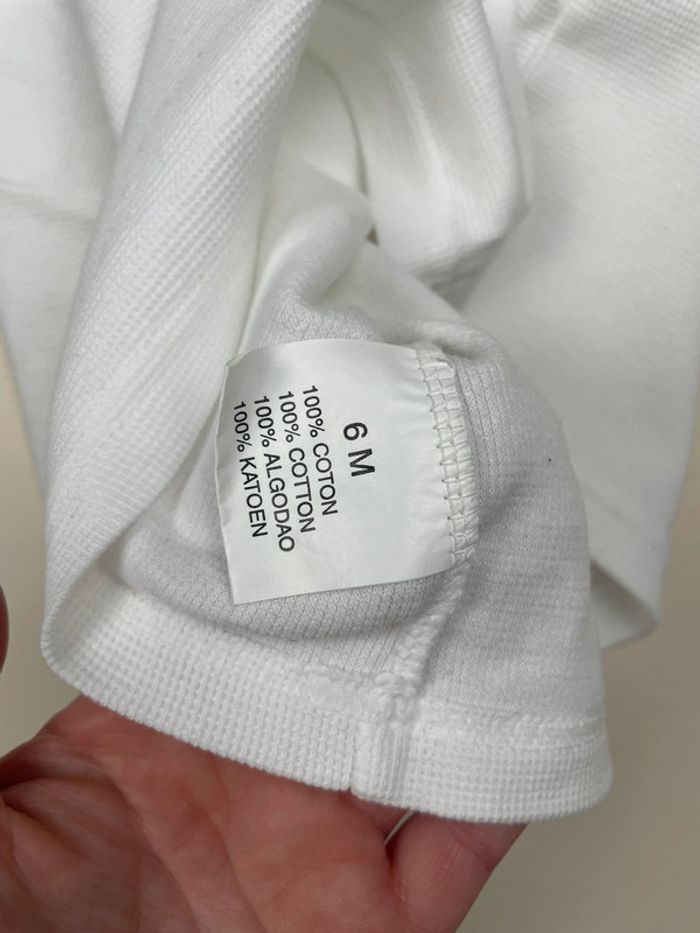 6 M
100% COTON
100% COTTON
100% ALGODAO
100% KATOEN